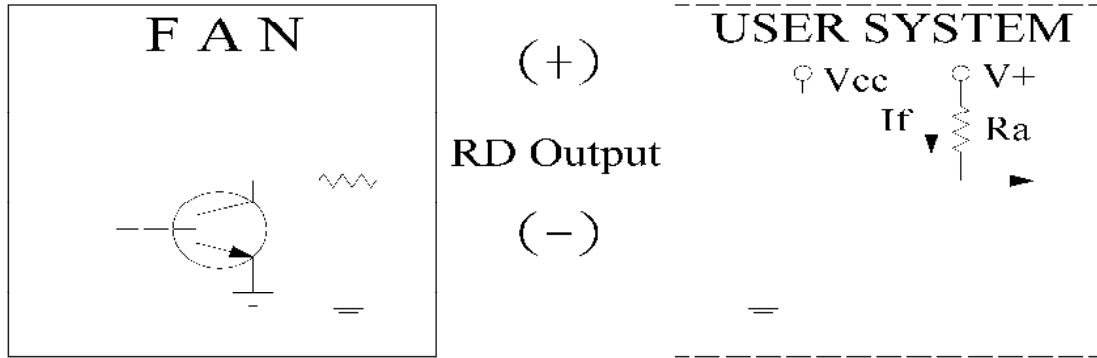 F A N
(+)
RD Output
(−)
USER SYSTEM
Vcc
V+
If
Ra